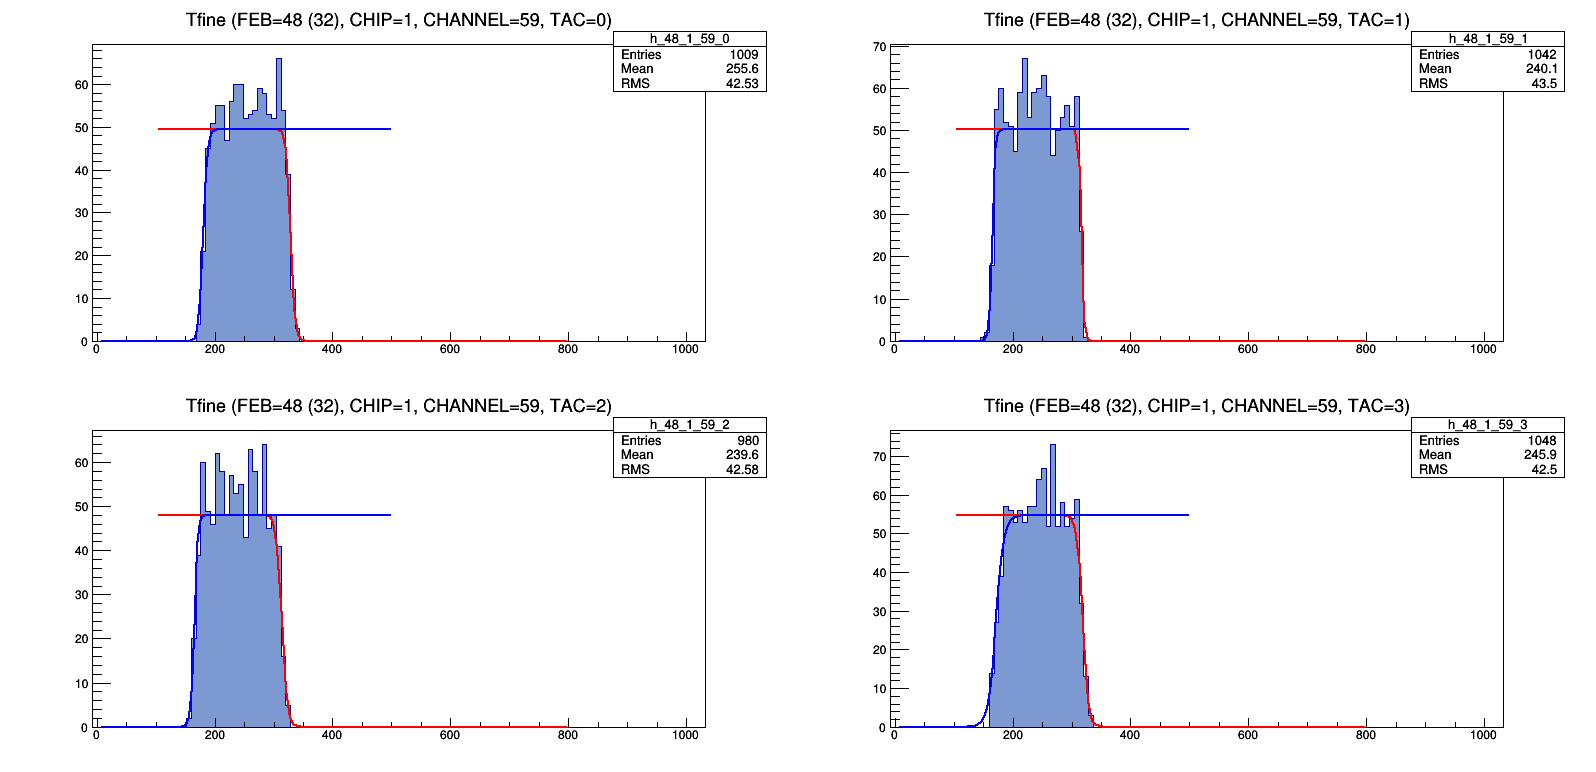 Tfine (FEB=48 (32), CHIP=1, CHANNEL=59, TAC=0)
h_48_1_59_0
Entries 1009
Mean 255.6
RMS 42.53
60
50
40
30
20
10
0
0 200 400 600 800 1000
Tfine (FEB=48 (32), CHIP=1, CHANNEL=59, TAC=1)
h_48_1_59_1
Entries 1042
Mean 240.1
RMS 43.5
70
60
50
40
30
20
10
0
0 200 400 600 800 1000
Tfine (FEB=48 (32), CHIP=1, CHANNEL=59, TAC=2)
h_48_1_59_2
Entries 980
Mean 239.6
RMS 42.58
60
50
40
30
20
10
0
0 200 400 600 800 1000
Tfine (FEB=48 (32), CHIP=1, CHANNEL=59, TAC=3)
h_48_1_59_3
Entries 1048
Mean 245.9
RMS 42.5
70
60
50
40
30
20
10
0
0 200 400 600 800 1000